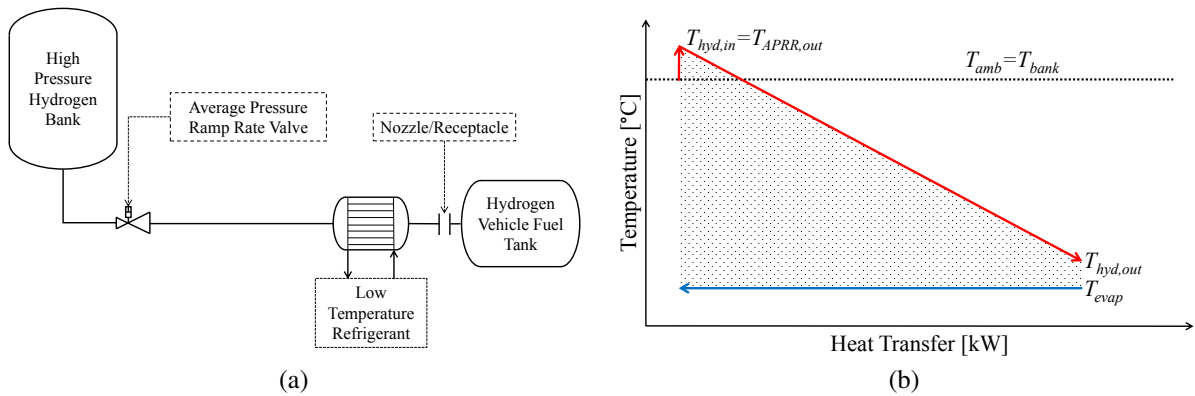 High
Pressure
Hydrogen
Bank
Average Pressure
Ramp Rate Valve
Nozzle/Receptacle
Hydrogen
Vehicle Fuel
Tank
Low
Temperature
Refrigerant
(a)
Temperature [°C]
T_hyd,in=T_APRR,out
T_amb=T_bank
T_hyd,out
T_evap
Heat Transfer [kW]
(b)